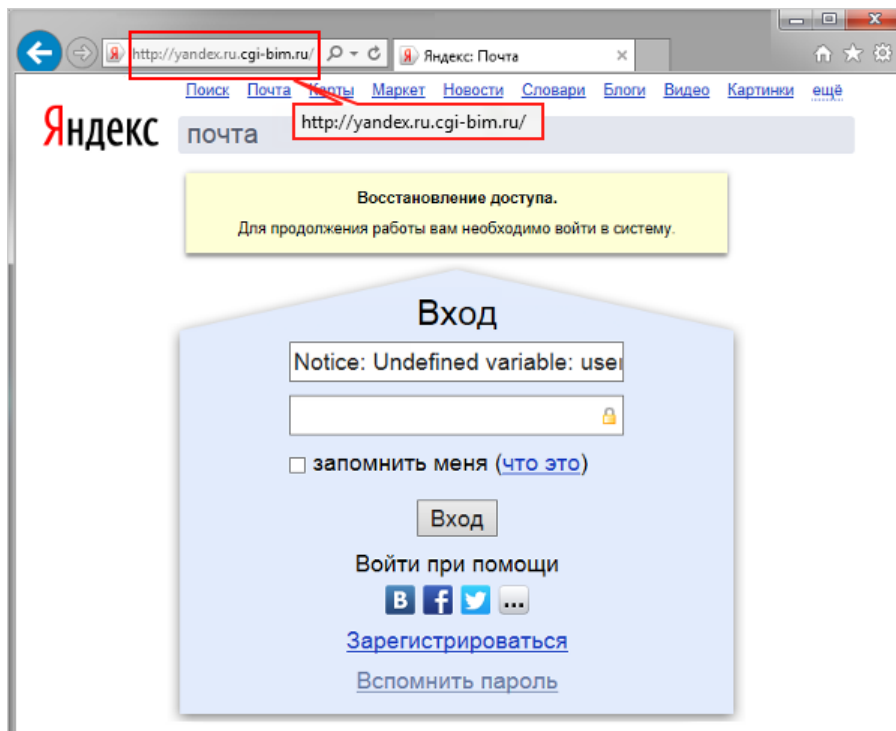 http://yandex.ru.cgi-bim.ru/
Яндекс: Почта
Поиск Почта Карты Маркет Новости Словари Блоги Видео Картинки ещё
Яндекс
почта
http://yandex.ru.cgi-bim.ru/
Восстановление доступа.
Для продолжения работы вам необходимо войти в систему.
Вход
Notice: Undefined variable: user
запомнить меня (что это)
Вход
Войти при помощи
Зарегистрироваться
Вспомнить пароль